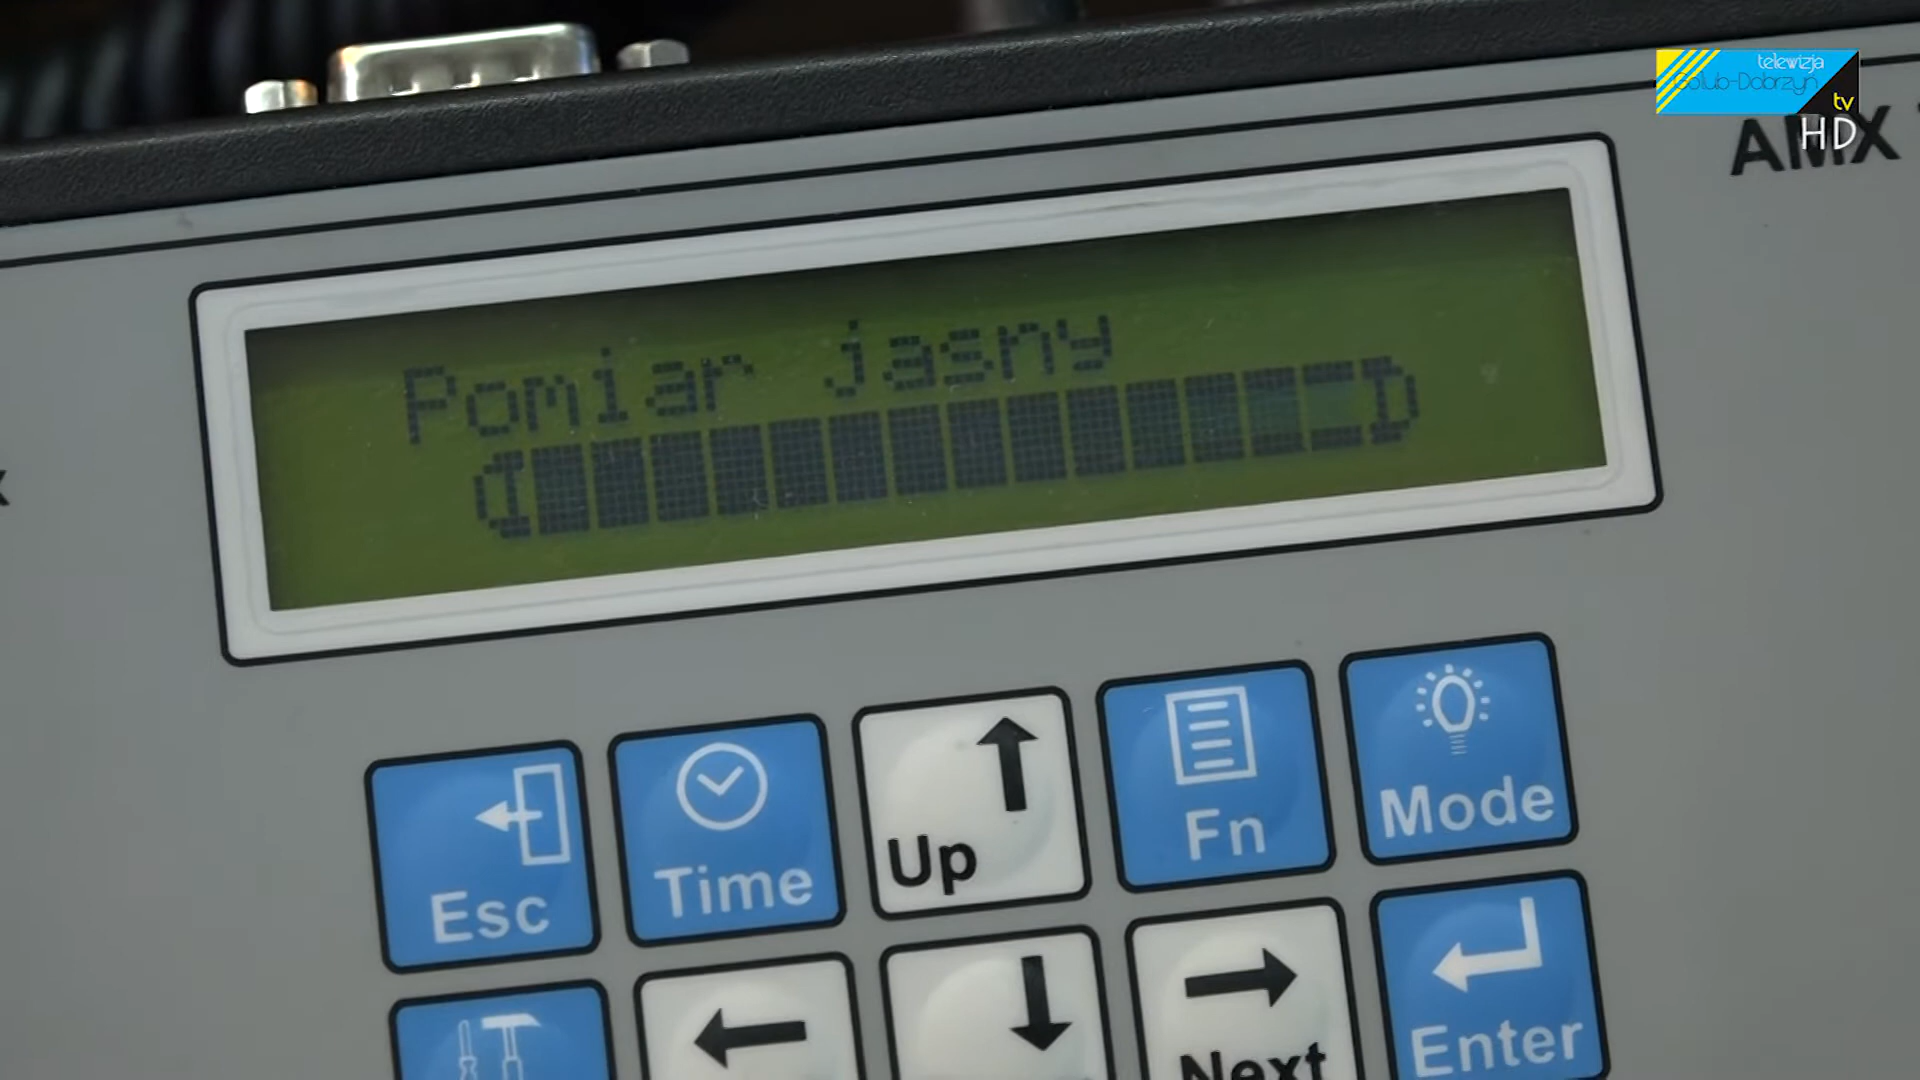 telewizja
Golub-Dobrzyń
tv
HD
AMX
Pomiar jasny
Esc
Time
Up
Fn
Mode
Next
Enter